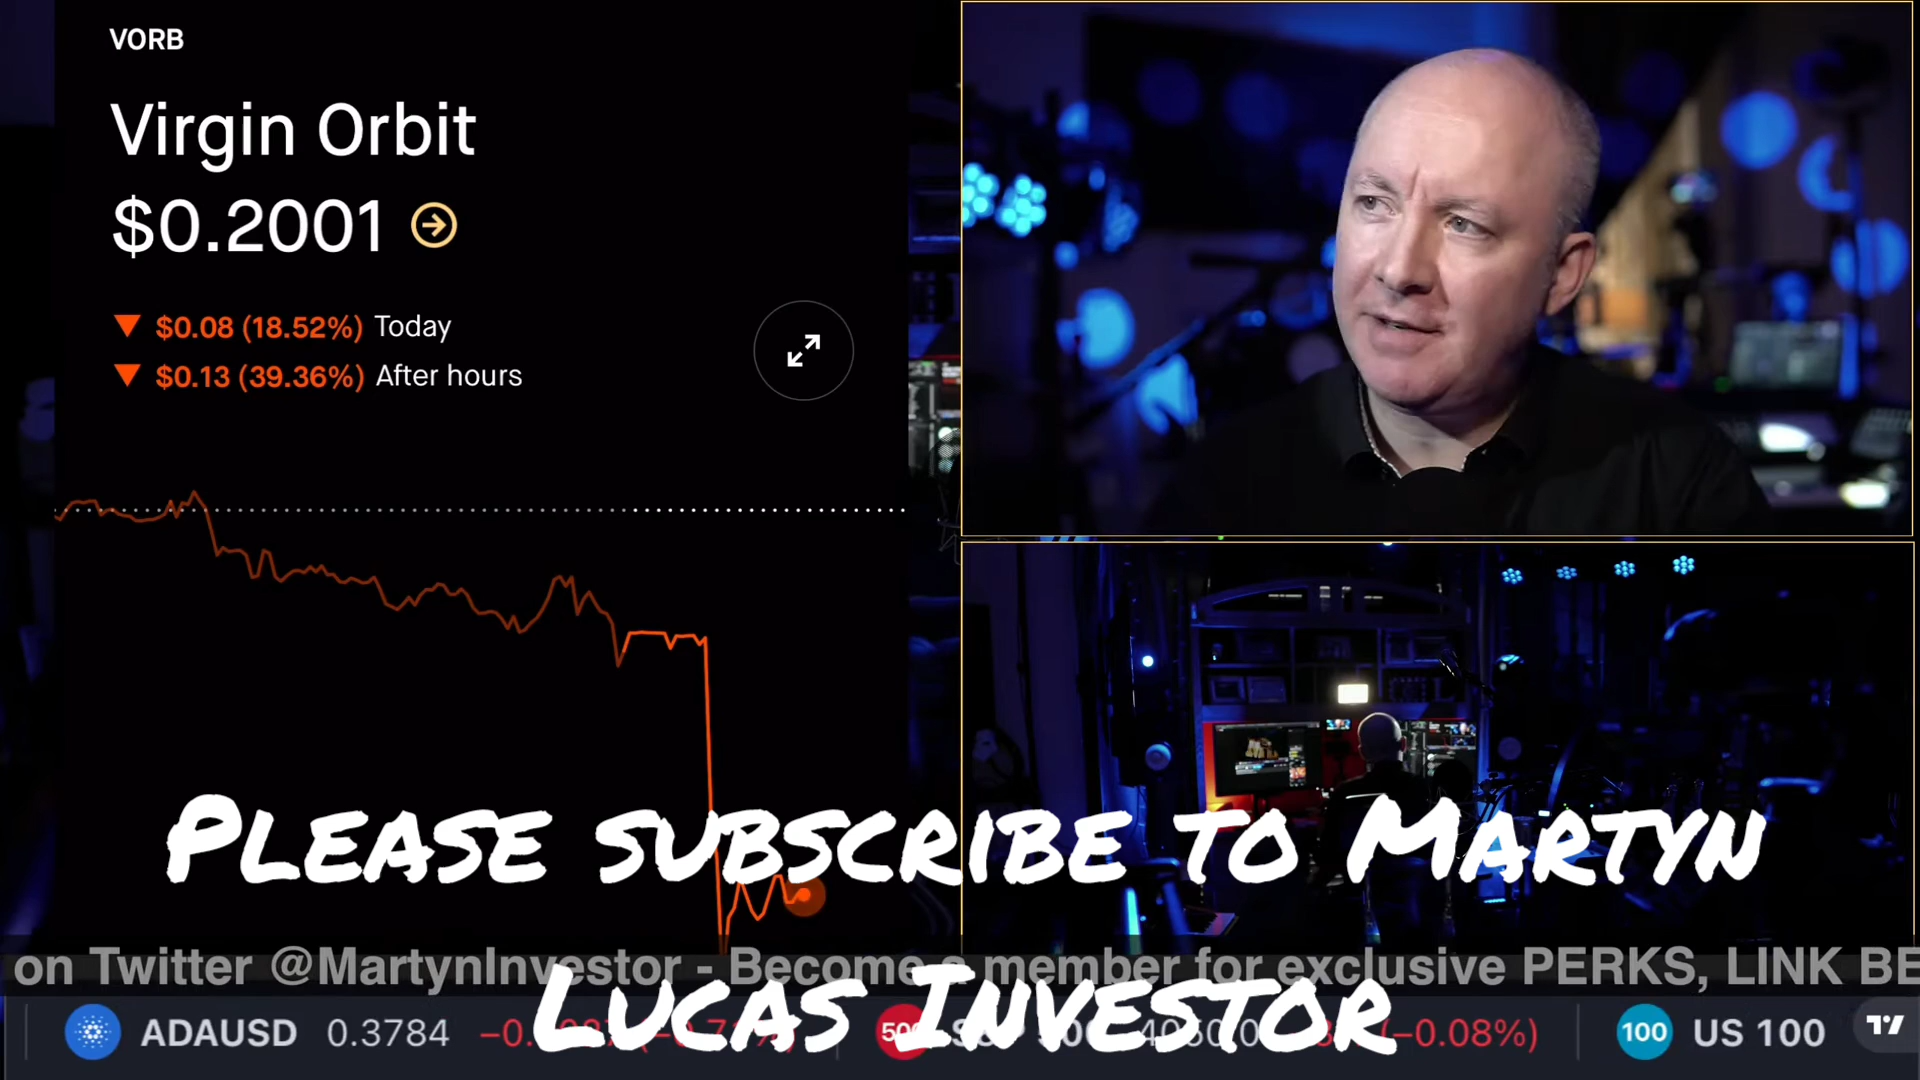 VORB
Virgin Orbit
$0.2001
$0.08 (18.52%) Today
$0.13 (39.36%) After hours
Please subscribe to Martyn
Lucas Investor
on Twitter @MartynInvestor - Become a member for exclusive PERKS, LINK BE
ADAUSD 0.3784
(−0.08%)
100 US 100